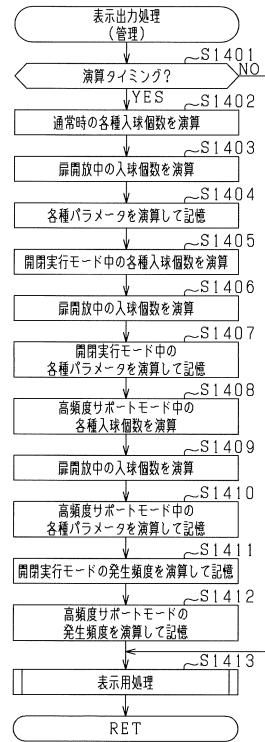 表示出力処理
(管理)
S1401
演算タイミング?
NO
YES
S1402
通常時の各種入球個数を演算
S1403
扉開放中の入球個数を演算
S1404
各種パラメータを演算して記憶
S1405
開閉実行モード中の各種入球個数を演算
S1406
扉開放中の入球個数を演算
S1407
開閉実行モード中の
各種パラメータを演算して記憶
S1408
高頻度サポートモード中の
各種入球個数を演算
S1409
扉開放中の入球個数を演算
S1410
高頻度サポートモード中の
各種パラメータを演算して記憶
S1411
開閉実行モードの発生頻度を演算して記憶
S1412
高頻度サポートモードの
発生頻度を演算して記憶
S1413
表示用処理
RET